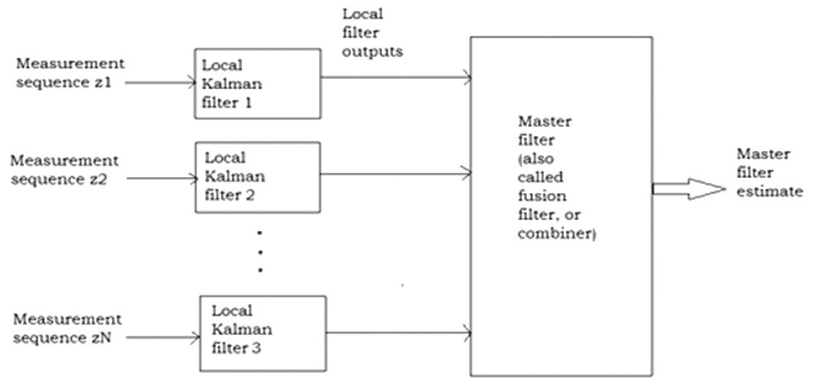 Local
filter
outputs
Measurement
sequence z1
Local
Kalman
filter 1
Measurement
sequence z2
Local
Kalman
filter 2
Master
filter
(also
called
fusion
filter, or
combiner)
Master
filter
estimate
Measurement
sequence zN
Local
Kalman
filter 3